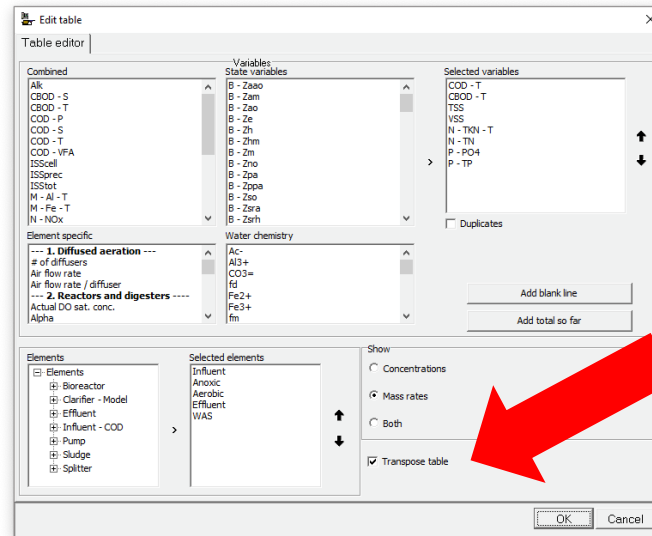 Edit table
Table editor
Variables
Combined
Alk
CBOD - S
CBOD - T
COD - P
COD - S
COD - T
COD - VFA
ISScell
ISSprec
ISStot
M - Al - T
M - Fe - T
N - NOx
State variables
B - Zaao
B - Zam
B - Zao
B - Ze
B - Zh
B - Zhm
B - Zm
B - Zno
B - Zpa
B - Zppa
B - Zso
B - Zsra
B - Zsrh
>
Selected variables
COD - T
CBOD - T
TSS
VSS
N - TKN - T
N - TN
P - PO4
P - TP
Duplicates
Element specific
--- 1. Diffused aeration ---
# of diffusers
Air flow rate
Air flow rate / diffuser
--- 2. Reactors and digesters ----
Actual DO sat. conc.
Alpha
Water chemistry
Ac-
Al3+
CO3=
fd
Fe2+
Fe3+
fm
Add blank line
Add total so far
Elements
Elements
Bioreactor
Clarifier - Model
Effluent
Influent - COD
Pump
Sludge
Splitter
>
Selected elements
Influent
Anoxic
Aerobic
Effluent
WAS
Show
Concentrations
Mass rates
Both
Transpose table
OK
Cancel